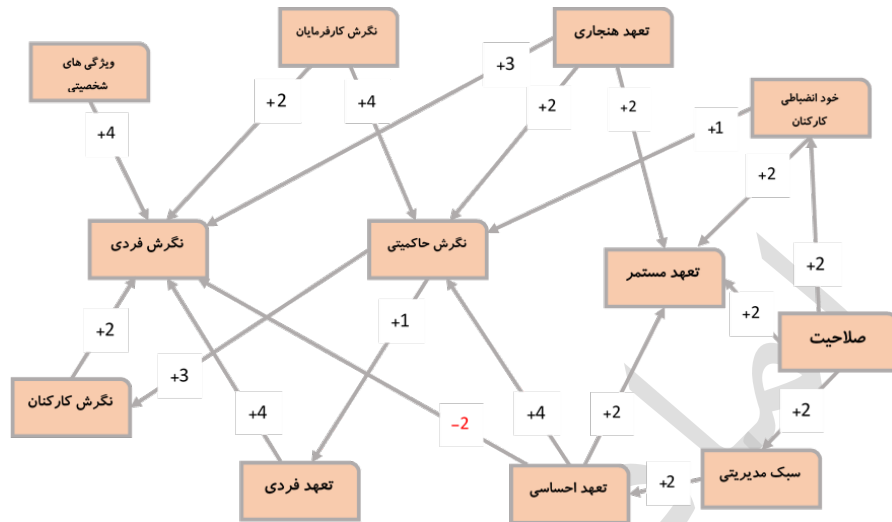 تعهد هنجاری
نگرش کارفرمایان
ویژگی های
شخصیتی
خود انضباطی
کارکنان
+3
+2
+4
+2
+2
+1
+4
+2
نگرش فردی
نگرش حاکمیتی
تعهد مستمر
+2
+2
صلاحیت
+2
+1
+3
نگرش کارکنان
+4
−2
+4
+2
+2
تعهد فردی
تعهد احساسی
+2
سبک مدیریتی